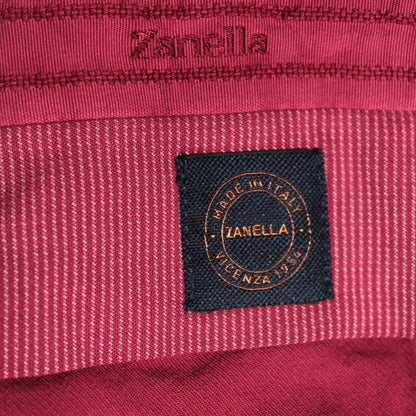 Zanella
MADE IN ITALY
ZANELLA
VICENZA 1954